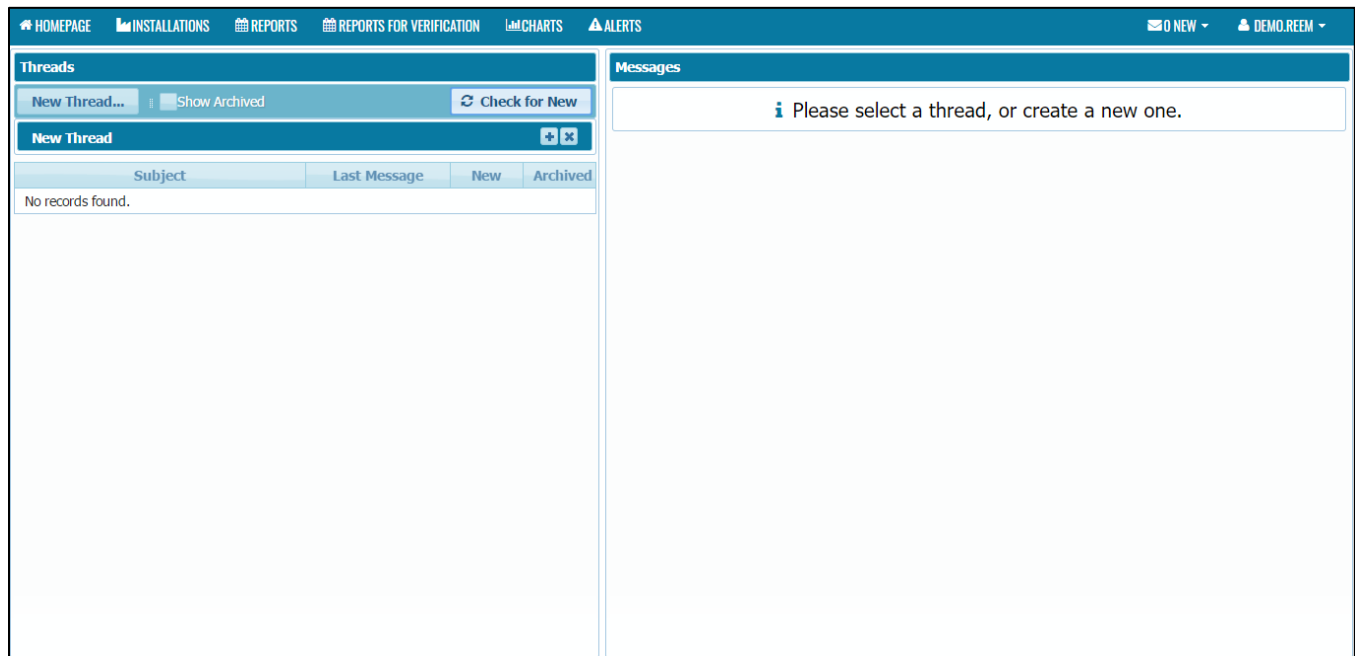 HOMEPAGE INSTALLATIONS REPORTS REPORTS FOR VERIFICATION CHARTS ALERTS 0 NEW DEMO.REEM
Threads
New Thread... Show Archived Check for New
New Thread
Subject Last Message New Archived
No records found.
Messages
Please select a thread, or create a new one.